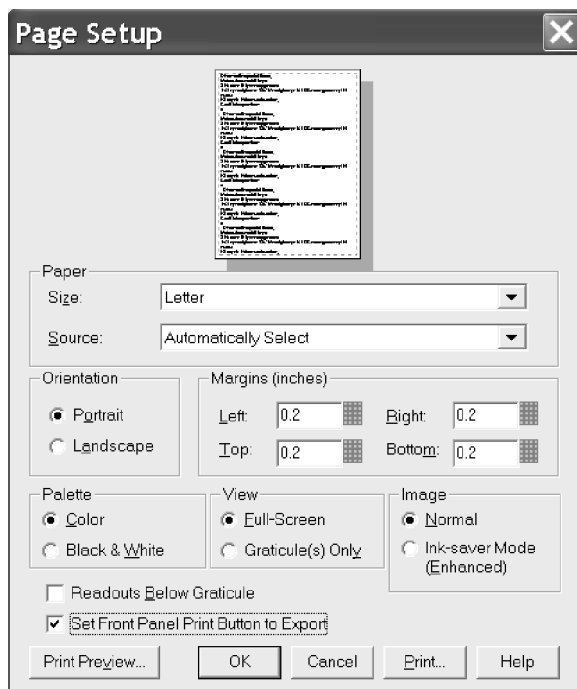 Page Setup
Paper
Size: Letter
Source: Automatically Select
Orientation
Portrait
Landscape
Margins (inches)
Left: 0.2 Right: 0.2
Top: 0.2 Bottom: 0.2
Palette
Color
Black & White
View
Full-Screen
Graticule(s) Only
Image
Normal
Ink-saver Mode
(Enhanced)
Readouts Below Graticule
Set Front Panel Print Button to Export
Print Preview... OK Cancel Print... Help